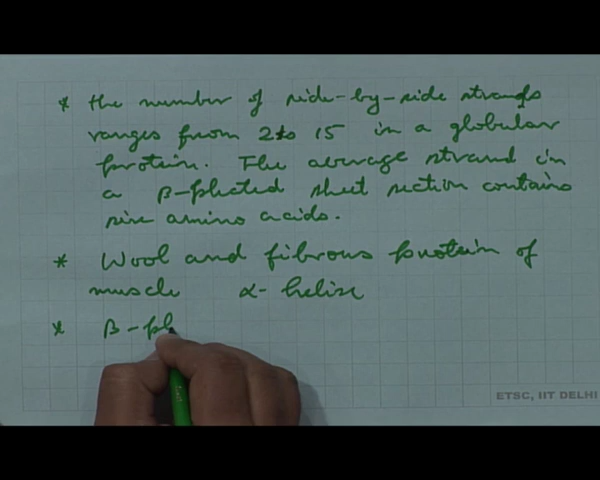 * the number of side-by-side strands
ranges from 2 to 15 in a globular
protein. The average strand in
a β-pleated sheet section contains
six amino acids.
* Wool and fibrous protein of
muscle α-helix
* β-pl
ETSC, IIT DELHI